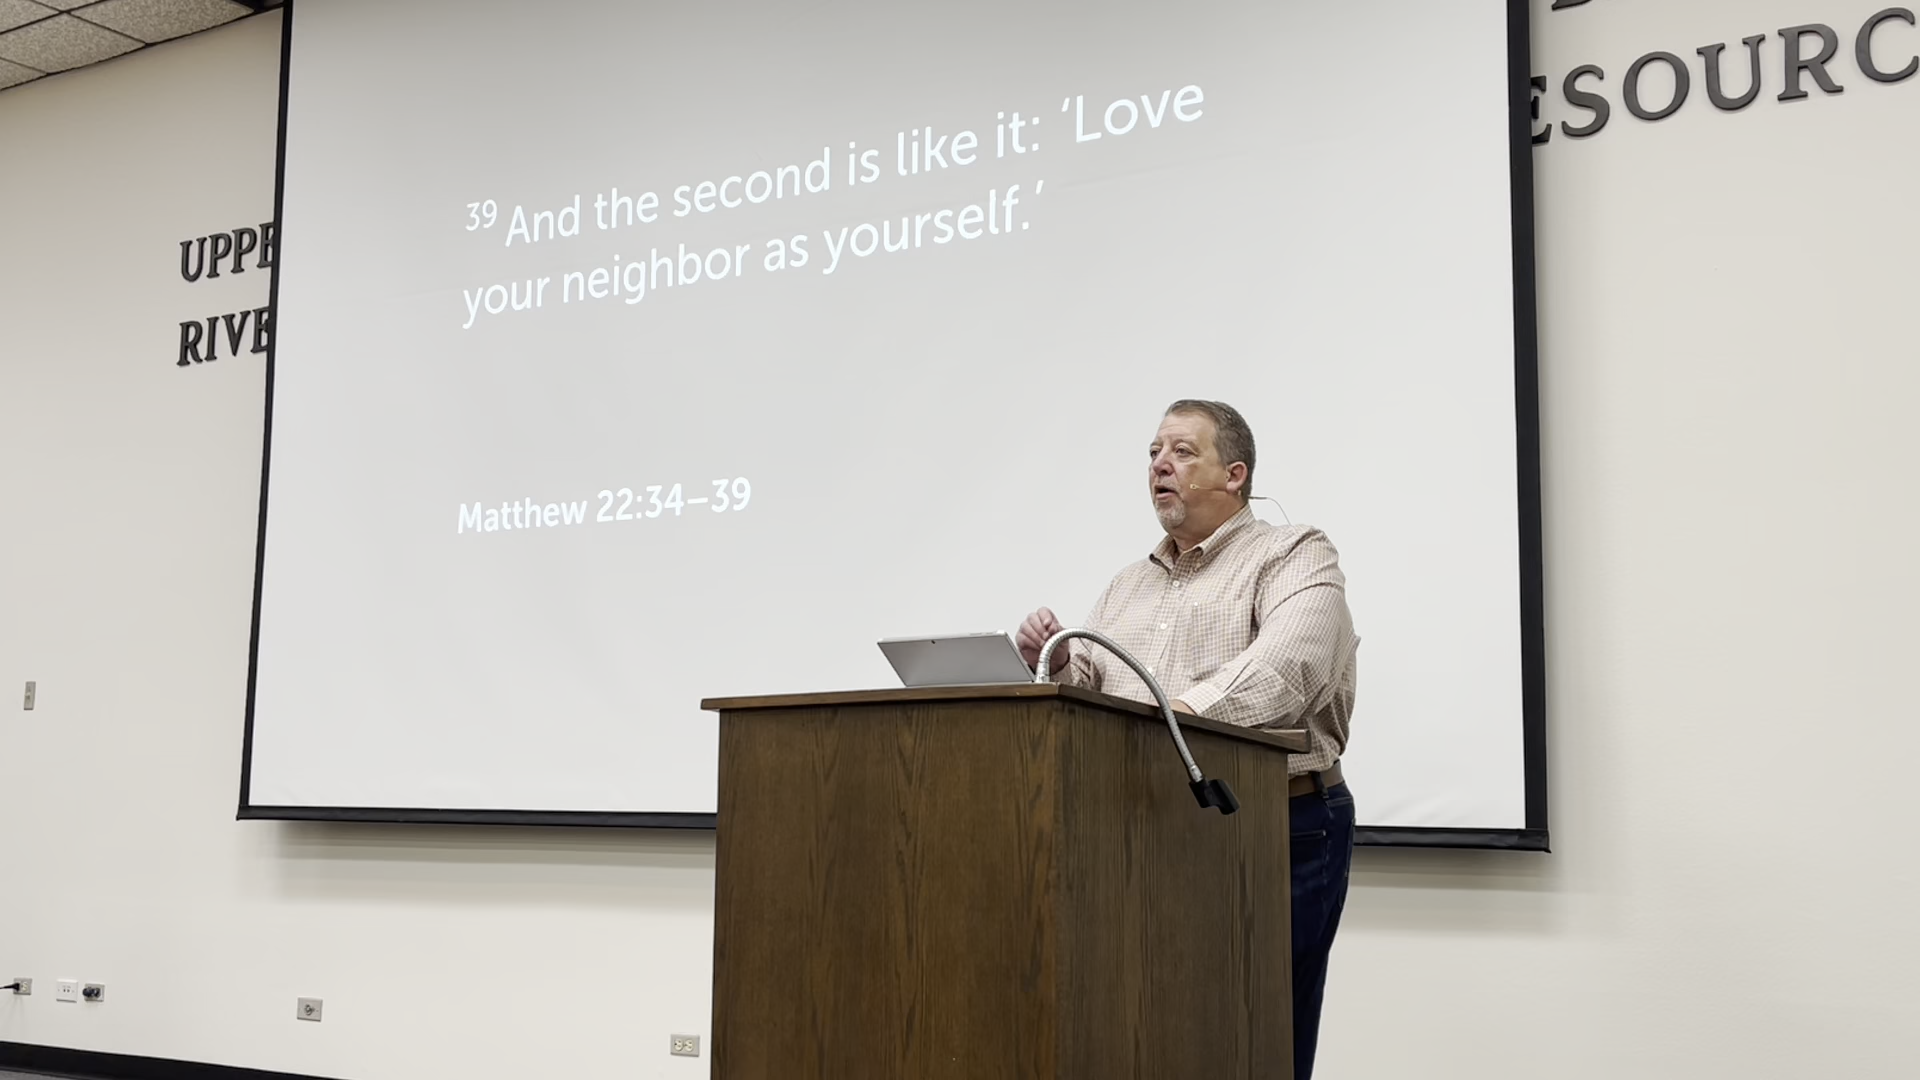 39 And the second is like it: ‘Love
your neighbor as yourself.’
Matthew 22:34–39
UPPE
RIVE
ESOURC